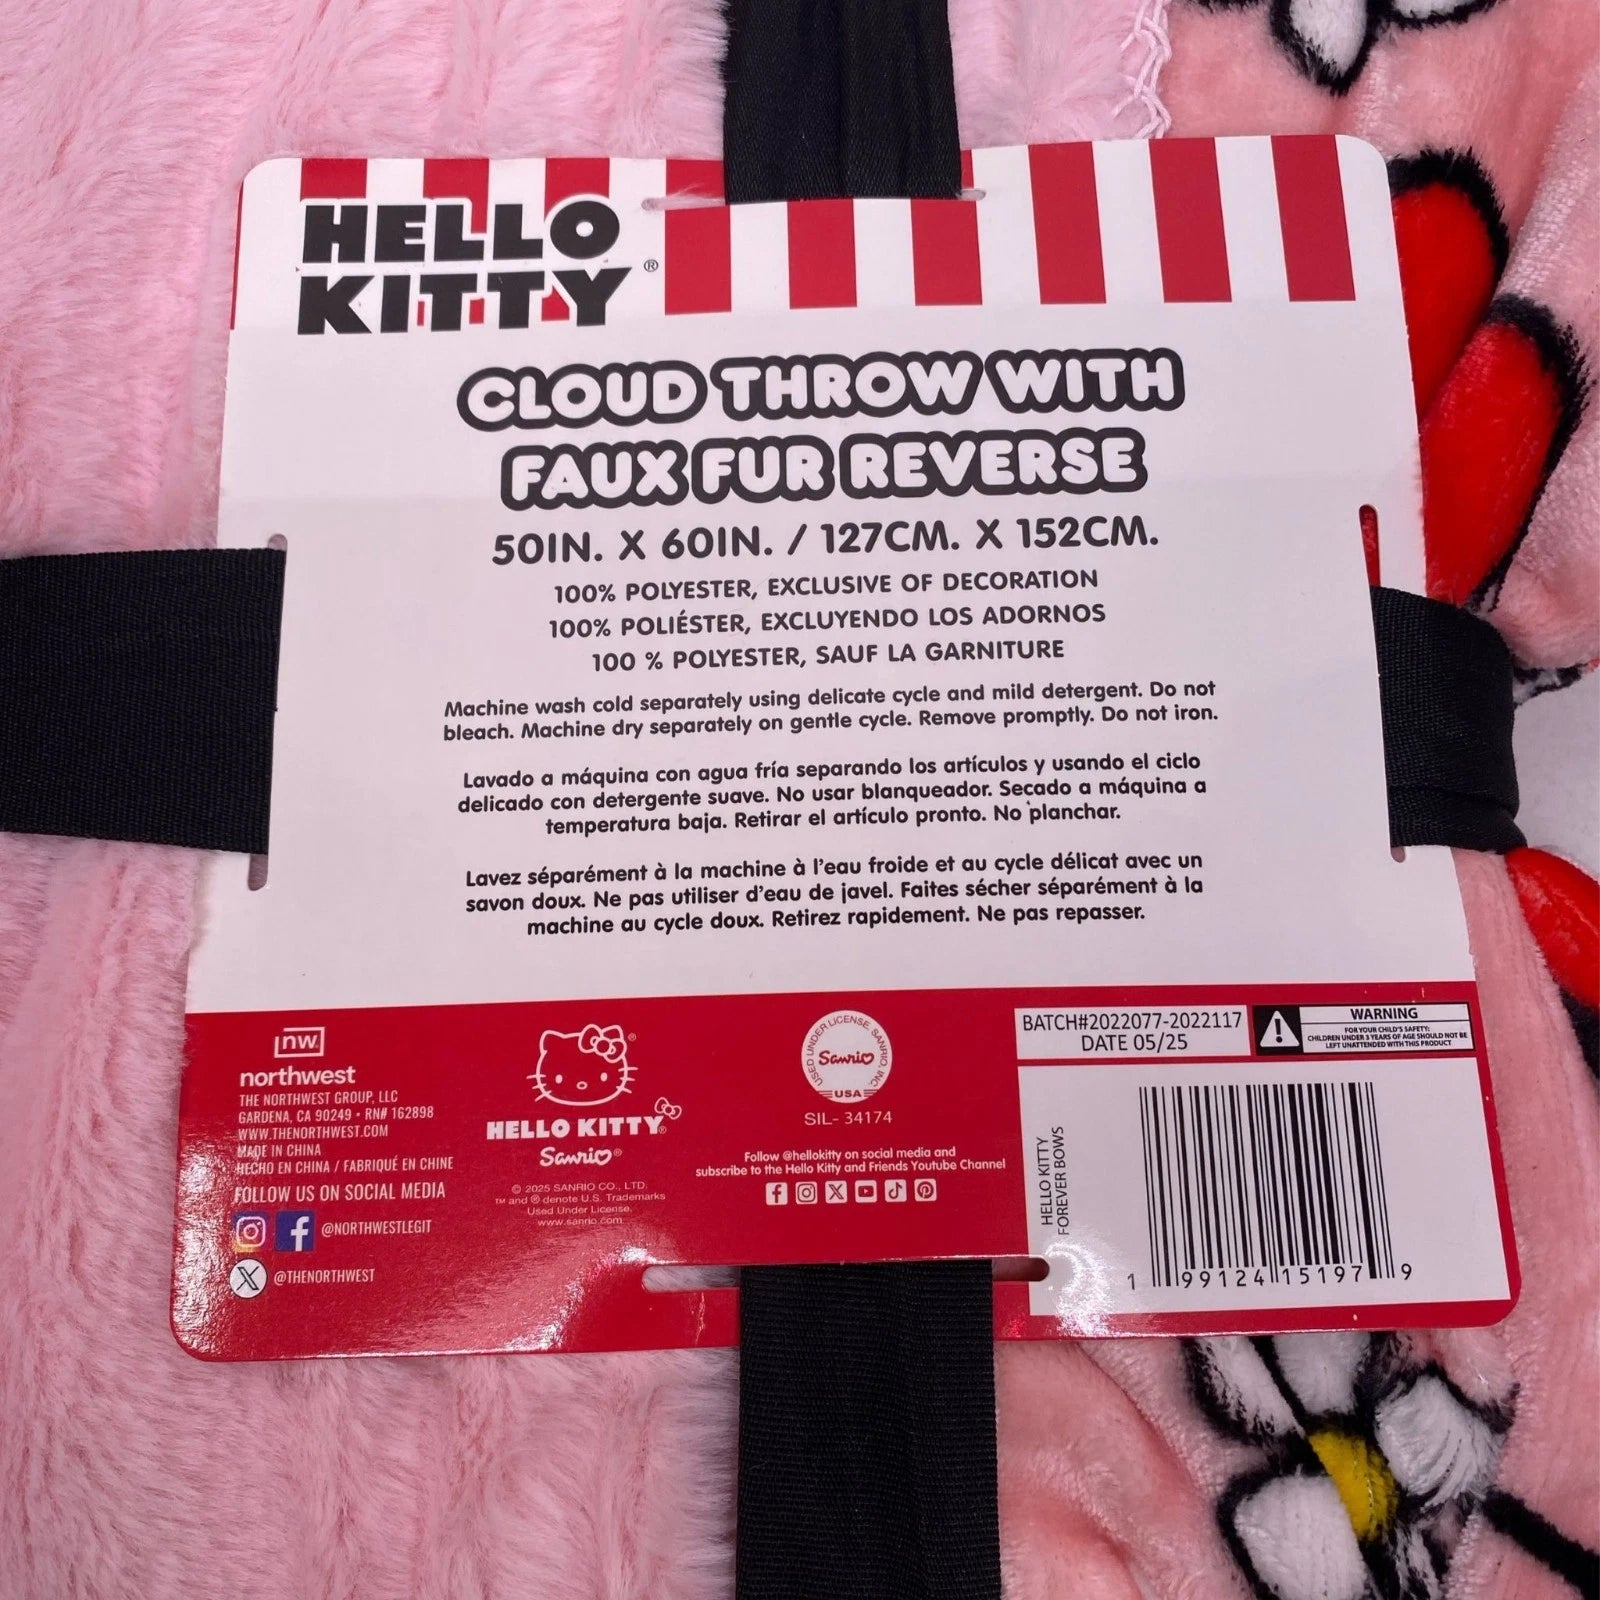 HELLO
KITTY®
CLOUD THROW WITH
FAUX FUR REVERSE
50IN. X 60IN. / 127CM. X 152CM.
100% POLYESTER, EXCLUSIVE OF DECORATION
100% POLIÉSTER, EXCLUYENDO LOS ADORNOS
100 % POLYESTER, SAUF LA GARNITURE
Machine wash cold separately using delicate cycle and mild detergent. Do not
bleach. Machine dry separately on gentle cycle. Remove promptly. Do not iron.
Lavado a máquina con agua fría separando los artículos y usando el ciclo
delicado con detergente suave. No usar blanqueador. Secado a máquina a
temperatura baja. Retirar el artículo pronto. No planchar.
Lavez séparément à la machine à l'eau froide et au cycle délicat avec un
savon doux. Ne pas utiliser d'eau de javel. Faites sécher séparément à la
machine au cycle doux. Retirez rapidement. Ne pas repasser.
nw.
northwest
THE NORTHWEST GROUP, LLC
GARDENA, CA 90249 • RN# 162898
WWW.THENORTHWEST.COM
MADE IN CHINA
HECHO EN CHINA / FABRIQUÉ EN CHINE
FOLLOW US ON SOCIAL MEDIA
@NORTHWESTLEGIT
@THENORTHWEST
®
HELLO KITTY®
Sanrio®
© 2025 SANRIO CO., LTD.
TM and ® denote U.S. Trademarks
Used Under License.
www.sanrio.com
USED UNDER LICENSE, SANRIO, INC.
Sanrio
USA
SIL- 34174
Follow @hellokitty on social media and
subscribe to the Hello Kitty and Friends Youtube Channel
BATCH#2022077-2022117
DATE 05/25
WARNING
FOR YOUR CHILD'S SAFETY:
CHILDREN UNDER 3 YEARS OF AGE SHOULD NOT BE
LEFT UNATTENDED WITH THIS PRODUCT
HELLO KITTY
FOREVER BOWS
1 99124 15197 9